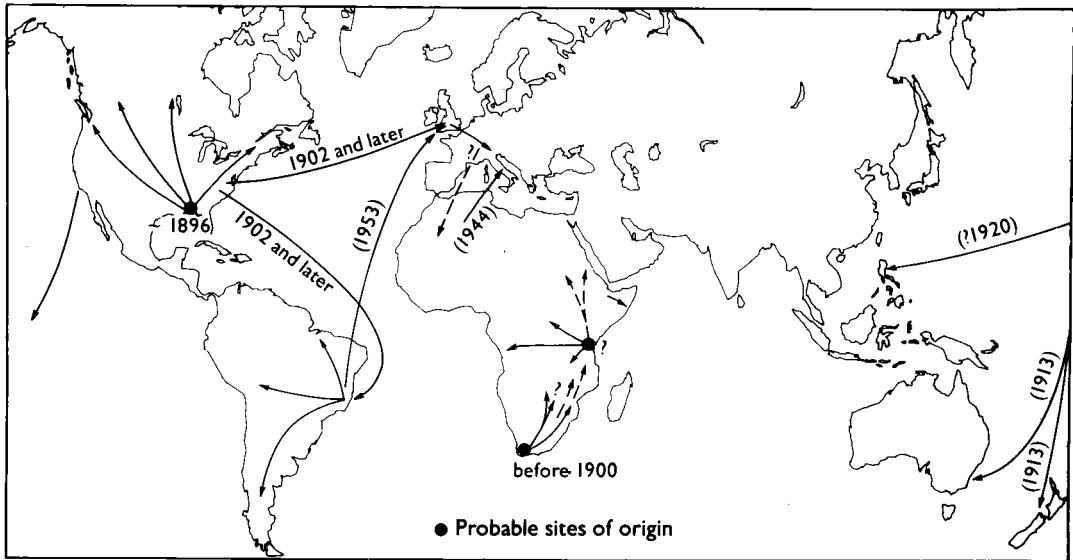 1902 and later
?/
1896
1902 and later
(1953)
(1944)
(?1920)
?
?
(1913)
(1913)
before 1900
● Probable sites of origin